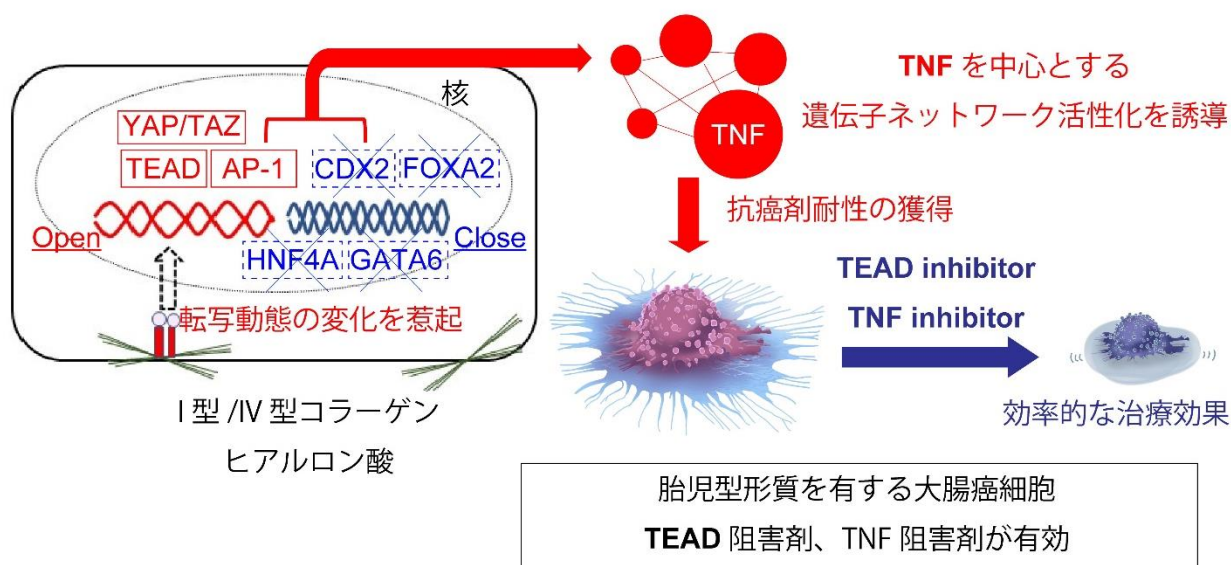 核
YAP/TAZ
TEAD
AP-1
CDX2
FOXA2
Open
Close
HNF4A
GATA6
転写動態の変化を惹起
I 型 /IV 型コラーゲン
ヒアルロン酸
TNF
TNF を中心とする
遺伝子ネットワーク活性化を誘導
抗癌剤耐性の獲得
TEAD inhibitor
TNF inhibitor
効率的な治療効果
胎児型形質を有する大腸癌細胞
TEAD 阻害剤、TNF 阻害剤が有効